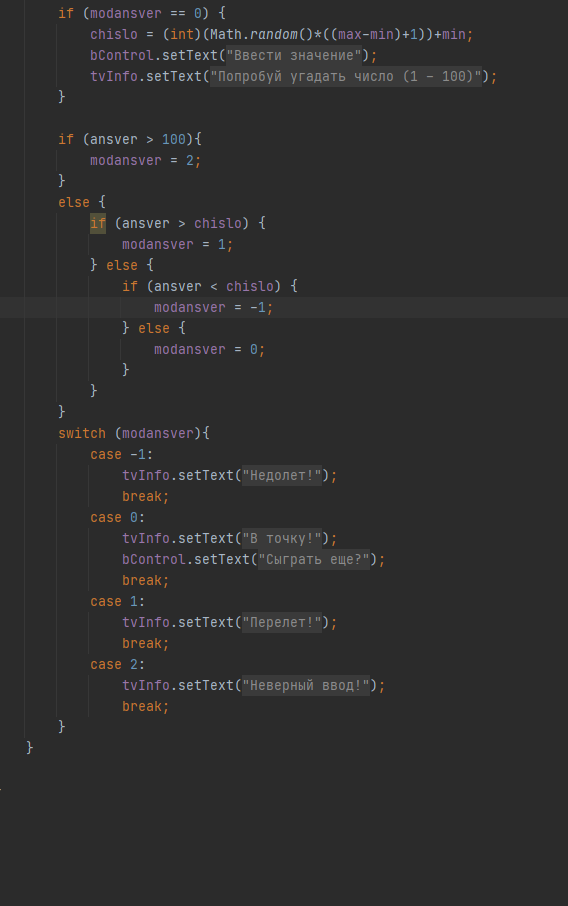 if (modansver == 0) {
chislo = (int)(Math.random()*((max-min)+1))+min;
bControl.setText("Ввести значение");
tvInfo.setText("Попробуй угадать число (1 - 100)");
}
if (ansver > 100){
modansver = 2;
}
else {
if (ansver > chislo) {
modansver = 1;
} else {
if (ansver < chislo) {
modansver = -1;
} else {
modansver = 0;
}
}
}
switch (modansver){
case -1:
tvInfo.setText("Недолет!");
break;
case 0:
tvInfo.setText("В точку!");
bControl.setText("Сыграть еще?");
break;
case 1:
tvInfo.setText("Перелет!");
break;
case 2:
tvInfo.setText("Неверный ввод!");
break;
}
}